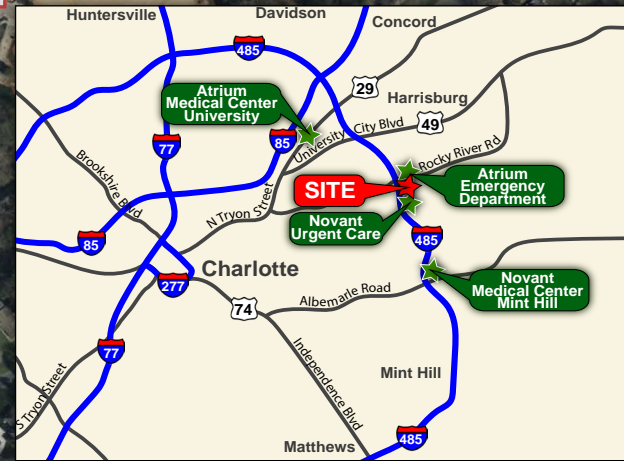 Huntersville
Davidson
Concord
485
Atrium
Medical Center
University
29
Harrisburg
49
University City Blvd
77
85
Rocky River Rd
Brookshire Blvd
SITE
Atrium
Emergency
Department
N Tryon Street
Novant
Urgent Care
85
485
Charlotte
277
Novant
Medical Center
Mint Hill
74
Albemarle Road
77
Independence Blvd
S Tryon Street
Mint Hill
485
Matthews